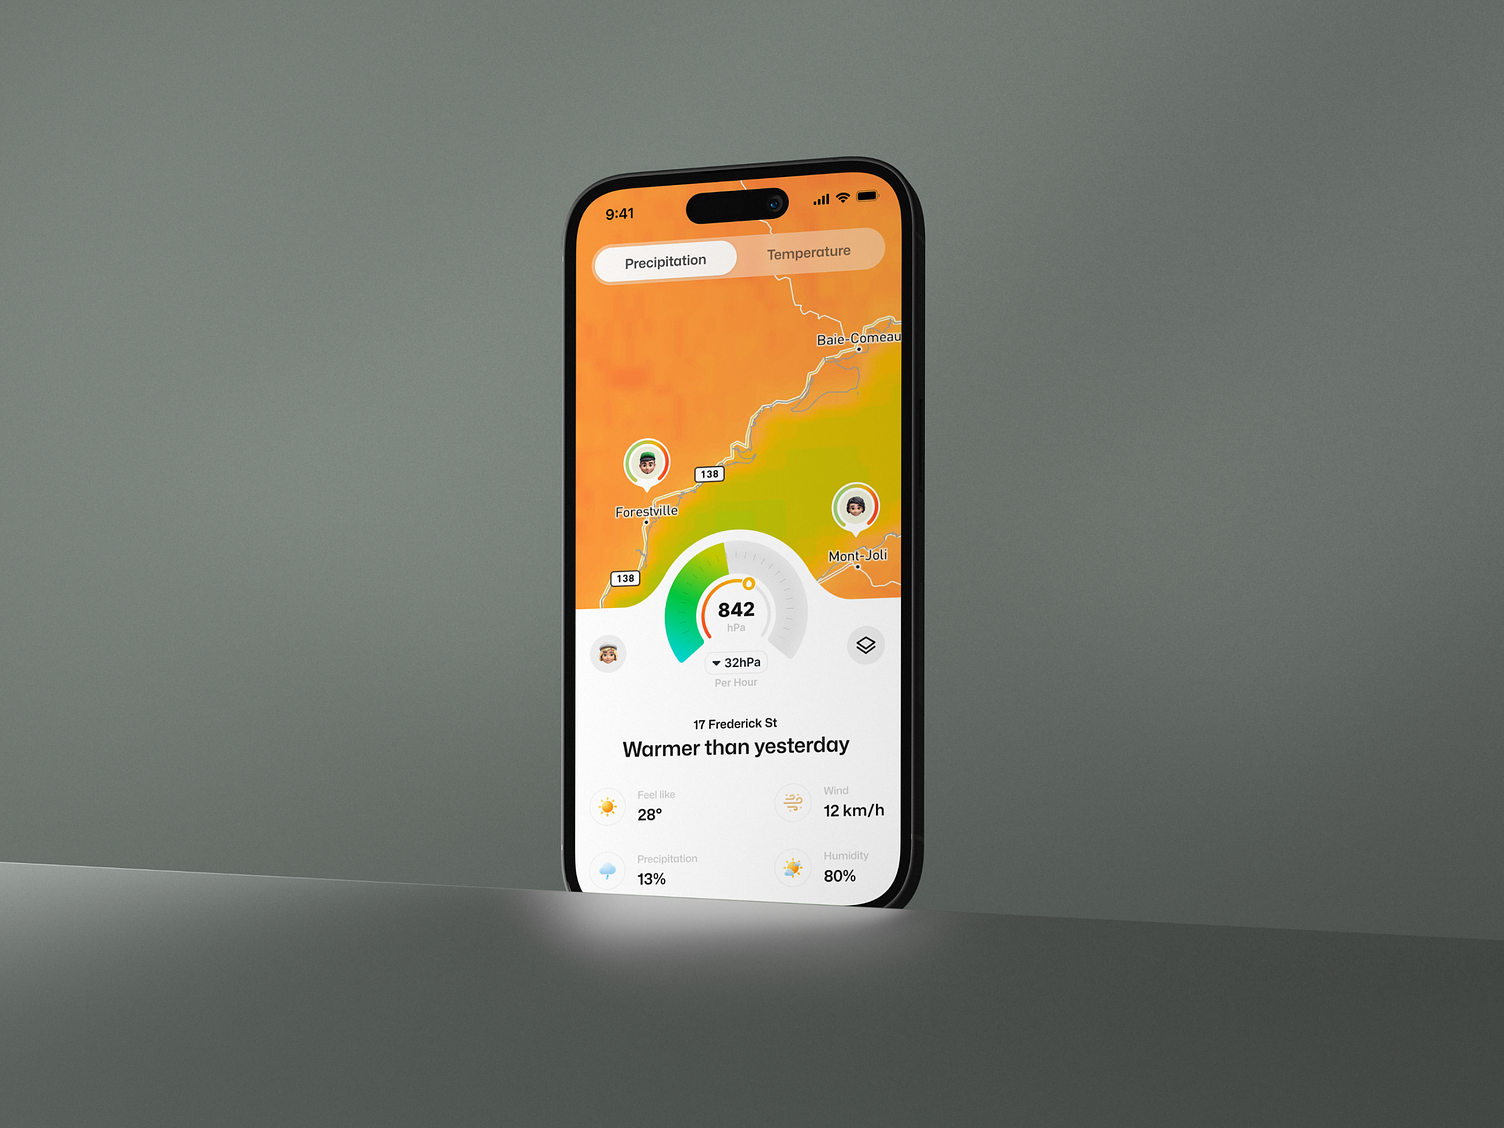 9:41
Precipitation
Temperature
Baie-Comeau
138
Forestville
Mont-Joli
138
842
hPa
32hPa
Per Hour
17 Frederick St
Warmer than yesterday
Feel like
28°
Wind
12 km/h
Precipitation
13%
Humidity
80%